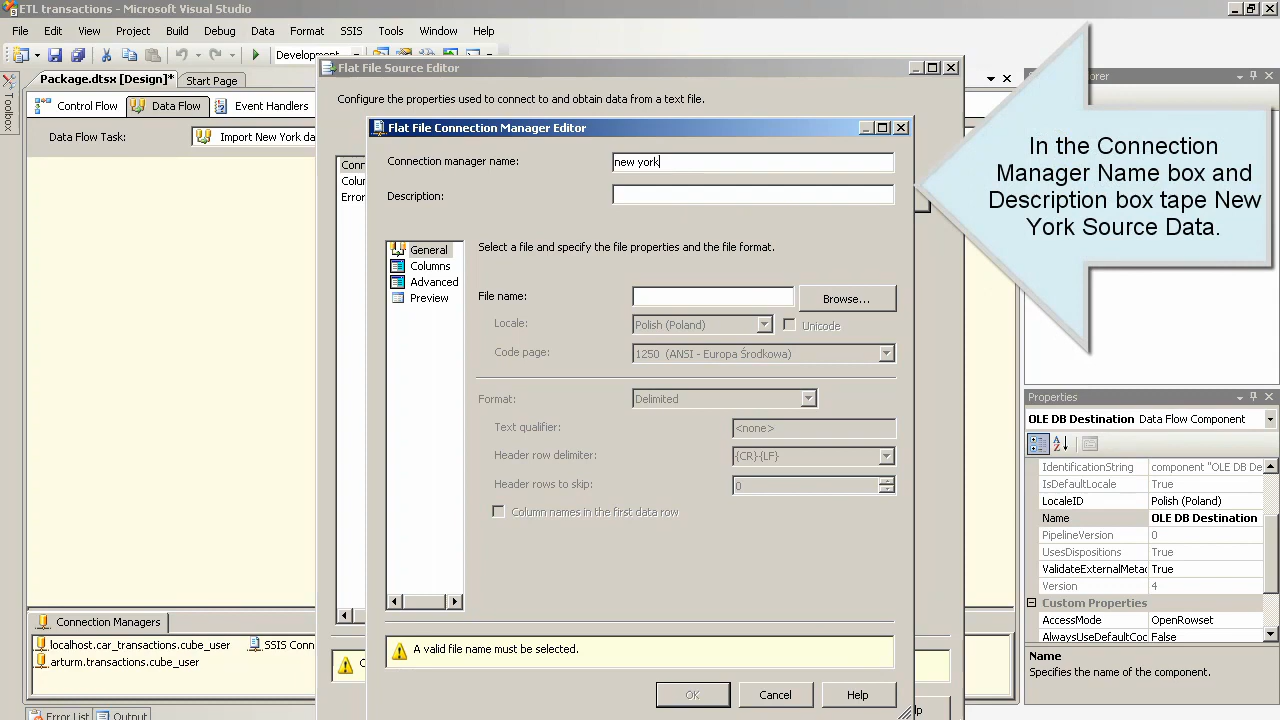 ETL transactions - Microsoft Visual Studio
File Edit View Project Build Debug Data Format SSIS Tools Window Help
Development
Package.dtsx [Design]* Start Page
Control Flow Data Flow Event Handlers
Data Flow Task: Import New York da
Toolbox
Flat File Source Editor
Configure the properties used to connect to and obtain data from a text file.
Conn
Colu
Error
Flat File Connection Manager Editor
Connection manager name: new york
Description:
General
Columns
Advanced
Preview
Select a file and specify the file properties and the file format.
File name: Browse...
Locale: Polish (Poland) Unicode
Code page: 1250 (ANSI - Europa Środkowa)
Format: Delimited
Text qualifier: <none>
Header row delimiter: {CR}{LF}
Header rows to skip: 0
Column names in the first data row
A valid file name must be selected.
OK Cancel Help
In the Connection
Manager Name box and
Description box tape New
York Source Data.
Connection Managers
localhost.car_transactions.cube_user SSIS Conn
arturm.transactions.cube_user
Error List Output
Properties
OLE DB Destination Data Flow Component
IdentificationString component "OLE DB De
IsDefaultLocale True
LocaleID Polish (Poland)
Name OLE DB Destination
PipelineVersion 0
UsesDispositions True
ValidateExternalMetac True
Version 4
Custom Properties
AccessMode OpenRowset
AlwaysUseDefaultCoc False
Name
Specifies the name of the component.